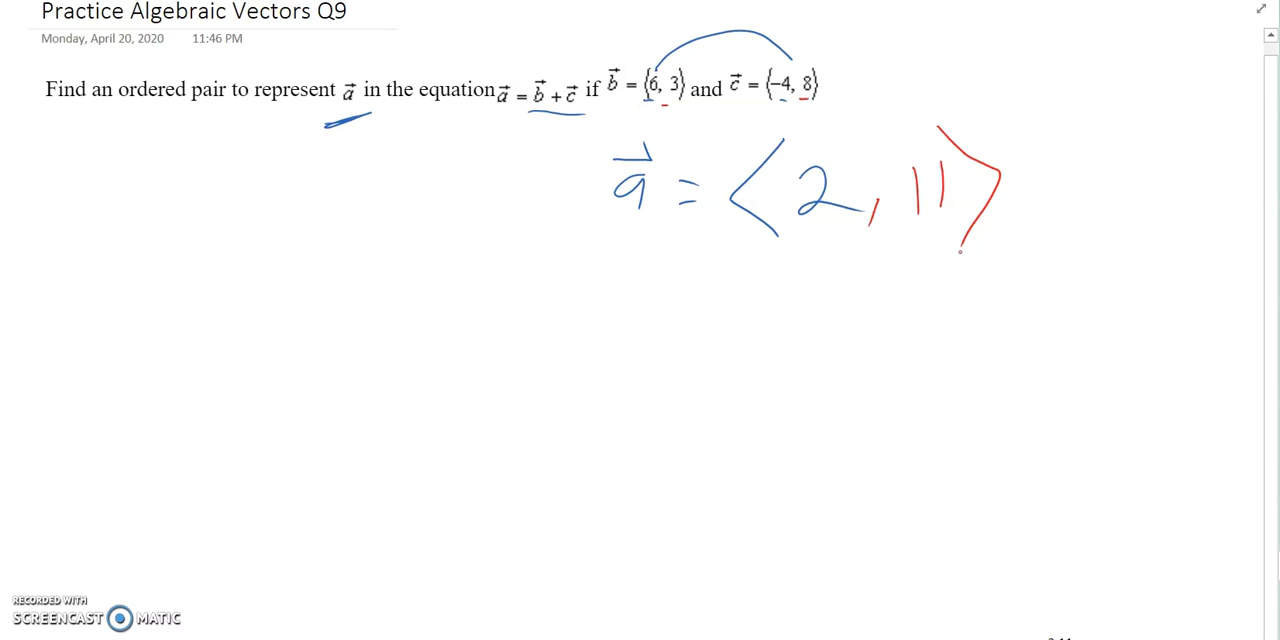 Practice Algebraic Vectors Q9
Monday, April 20, 2020 11:46 PM
Find an ordered pair to represent a⃗ in the equation a⃗ = b⃗ + c⃗ if b⃗ = ⟨6, 3⟩ and c⃗ = ⟨−4, 8⟩
a⃗ = ⟨2, 11⟩
RECORDED WITH
SCREENCAST MATIC